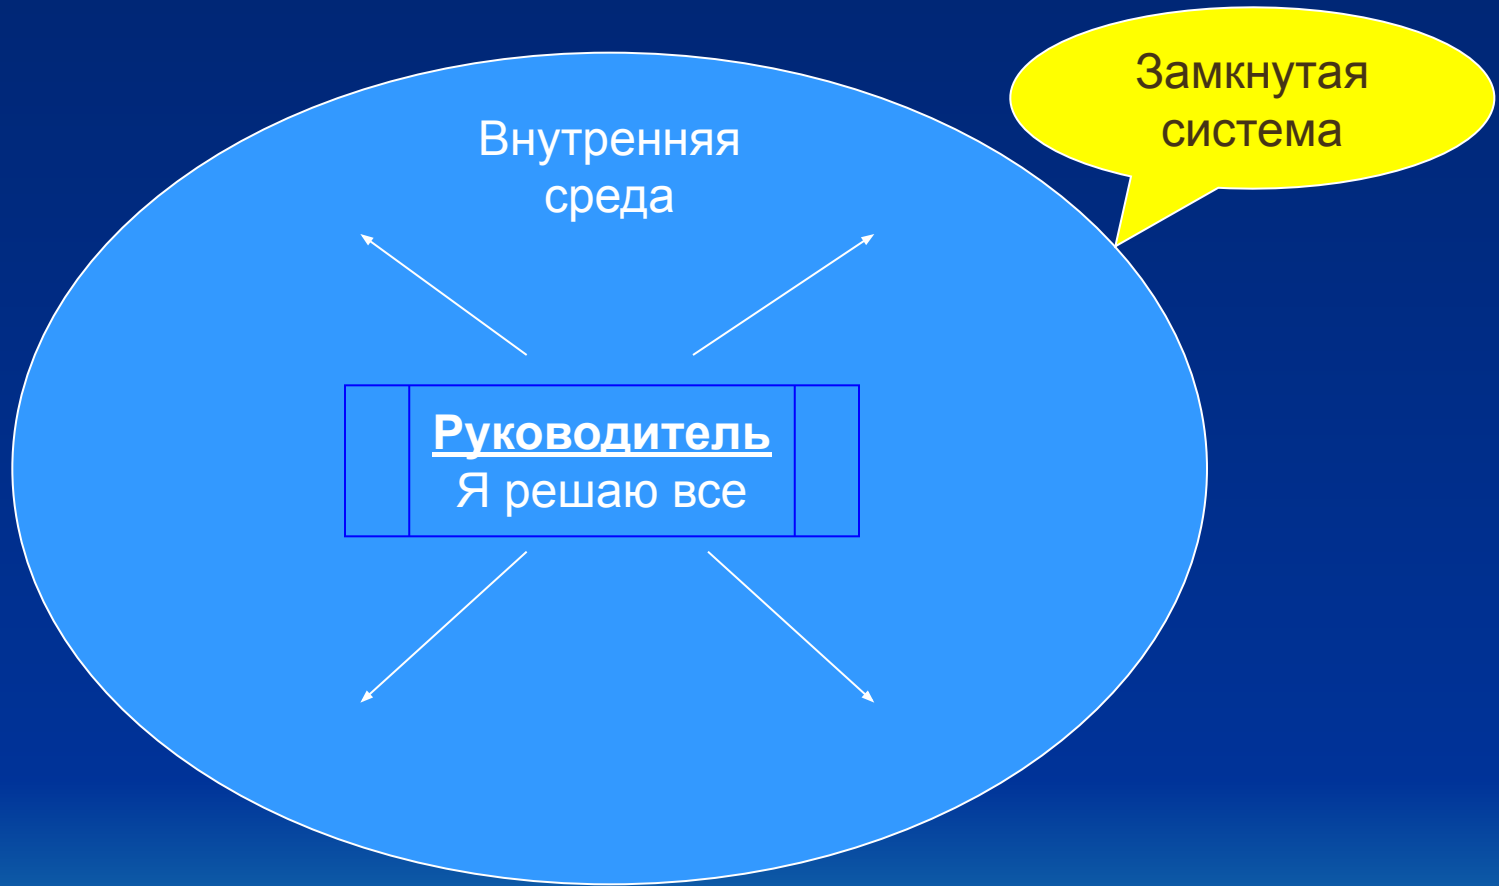 Замкнутая
система
Внутренняя
среда
Руководитель
Я решаю все